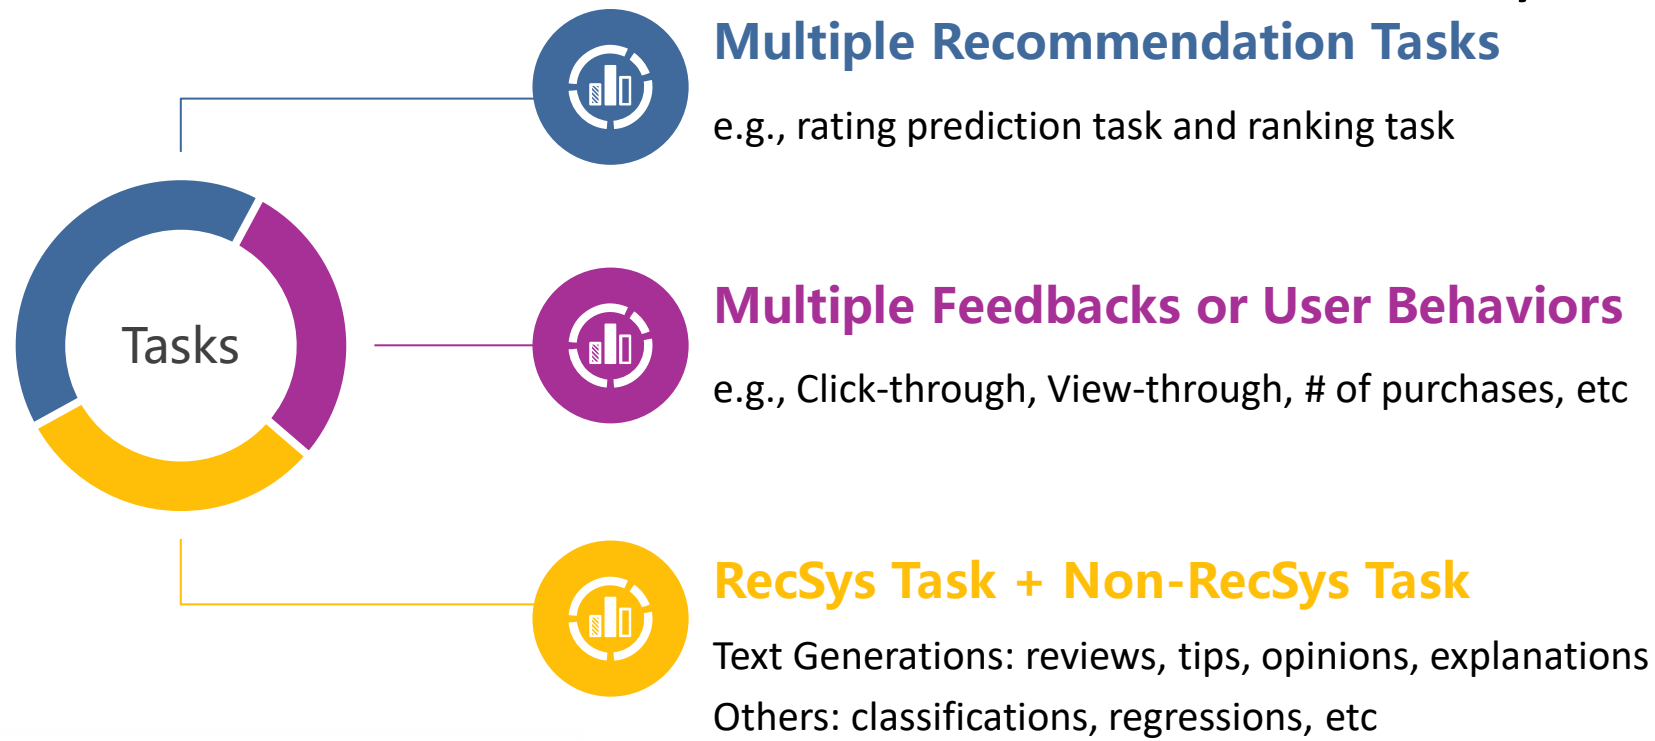 Multiple Recommendation Tasks
e.g., rating prediction task and ranking task
Tasks
Multiple Feedbacks or User Behaviors
e.g., Click-through, View-through, # of purchases, etc
RecSys Task + Non-RecSys Task
Text Generations: reviews, tips, opinions, explanations
Others: classifications, regressions, etc